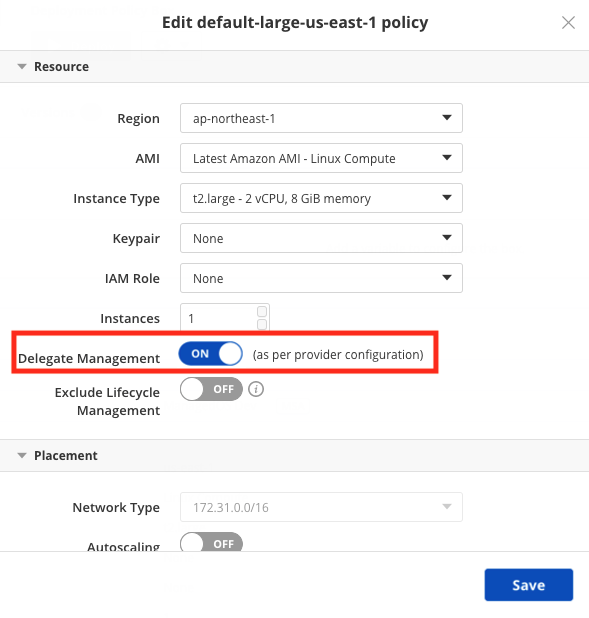 Edit default-large-us-east-1 policy
Resource
Region
ap-northeast-1
AMI
Latest Amazon AMI - Linux Compute
Instance Type
t2.large - 2 vCPU, 8 GiB memory
Keypair
None
IAM Role
None
Instances
1
Delegate Management
ON
(as per provider configuration)
Exclude Lifecycle
Management
OFF
i
Placement
Network Type
172.31.0.0/16
Autoscaling
OFF
Save